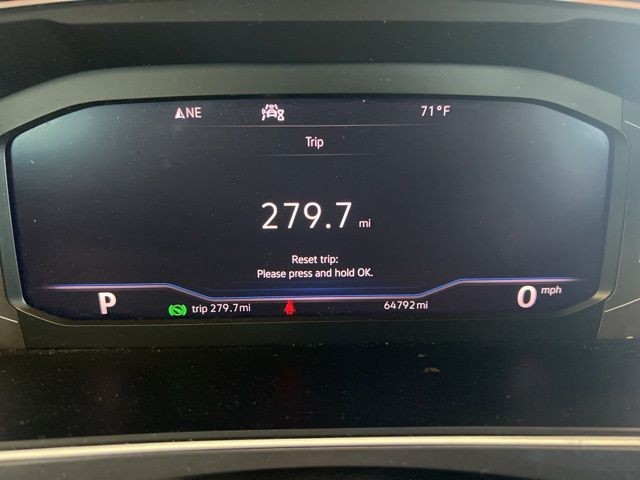 NE 71°F
Trip
279.7 mi
Reset trip:
Please press and hold OK.
P trip 279.7mi 64792mi 0 mph